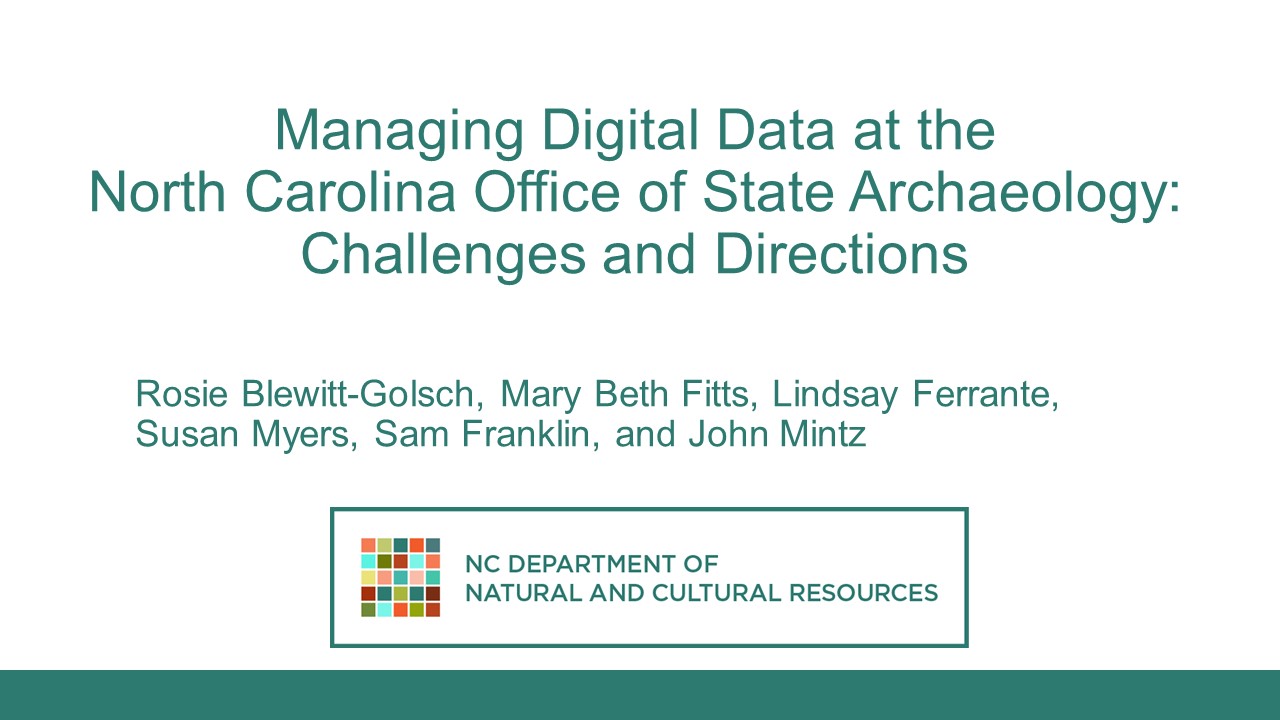 Managing Digital Data at the
North Carolina Office of State Archaeology:
Challenges and Directions
Rosie Blewitt-Golsch, Mary Beth Fitts, Lindsay Ferrante,
Susan Myers, Sam Franklin, and John Mintz
NC DEPARTMENT OF
NATURAL AND CULTURAL RESOURCES